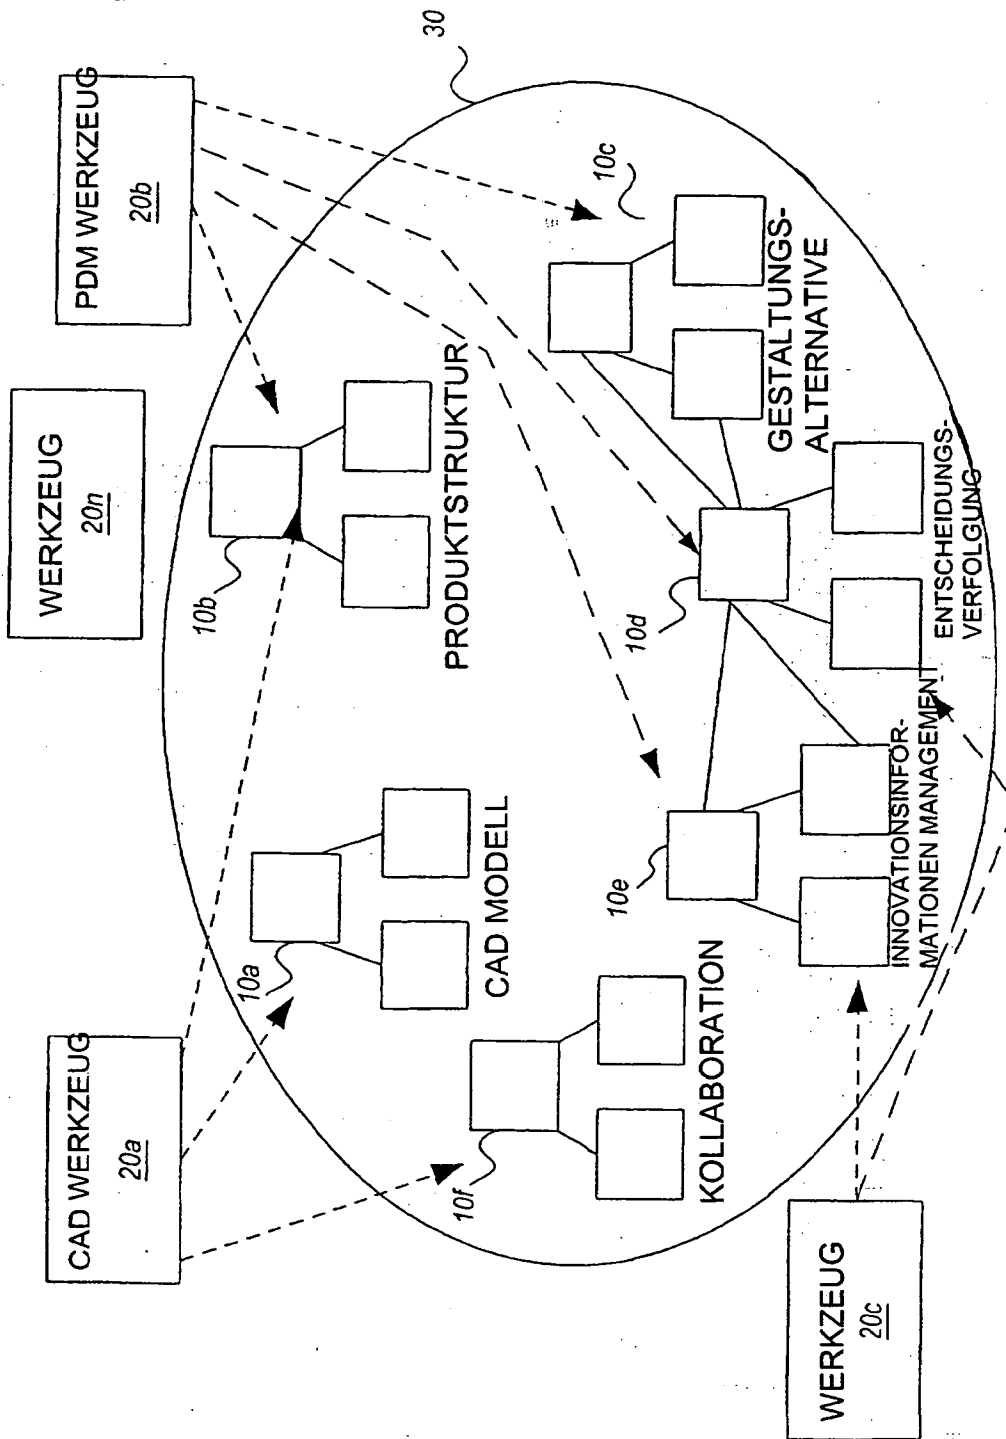 CAD WERKZEUG
20a
WERKZEUG
20n
PDM WERKZEUG
20b
30
10a
CAD MODELL
10b
PRODUKTSTRUKTUR
10f
KOLLABORATION
10e
INNOVATIONSINFOR-
MATIONEN MANAGEMENT
10d
ENTSCHEIDUNGS-
VERFOLGUNG
10c
GESTALTUNGS-
ALTERNATIVE
WERKZEUG
20c